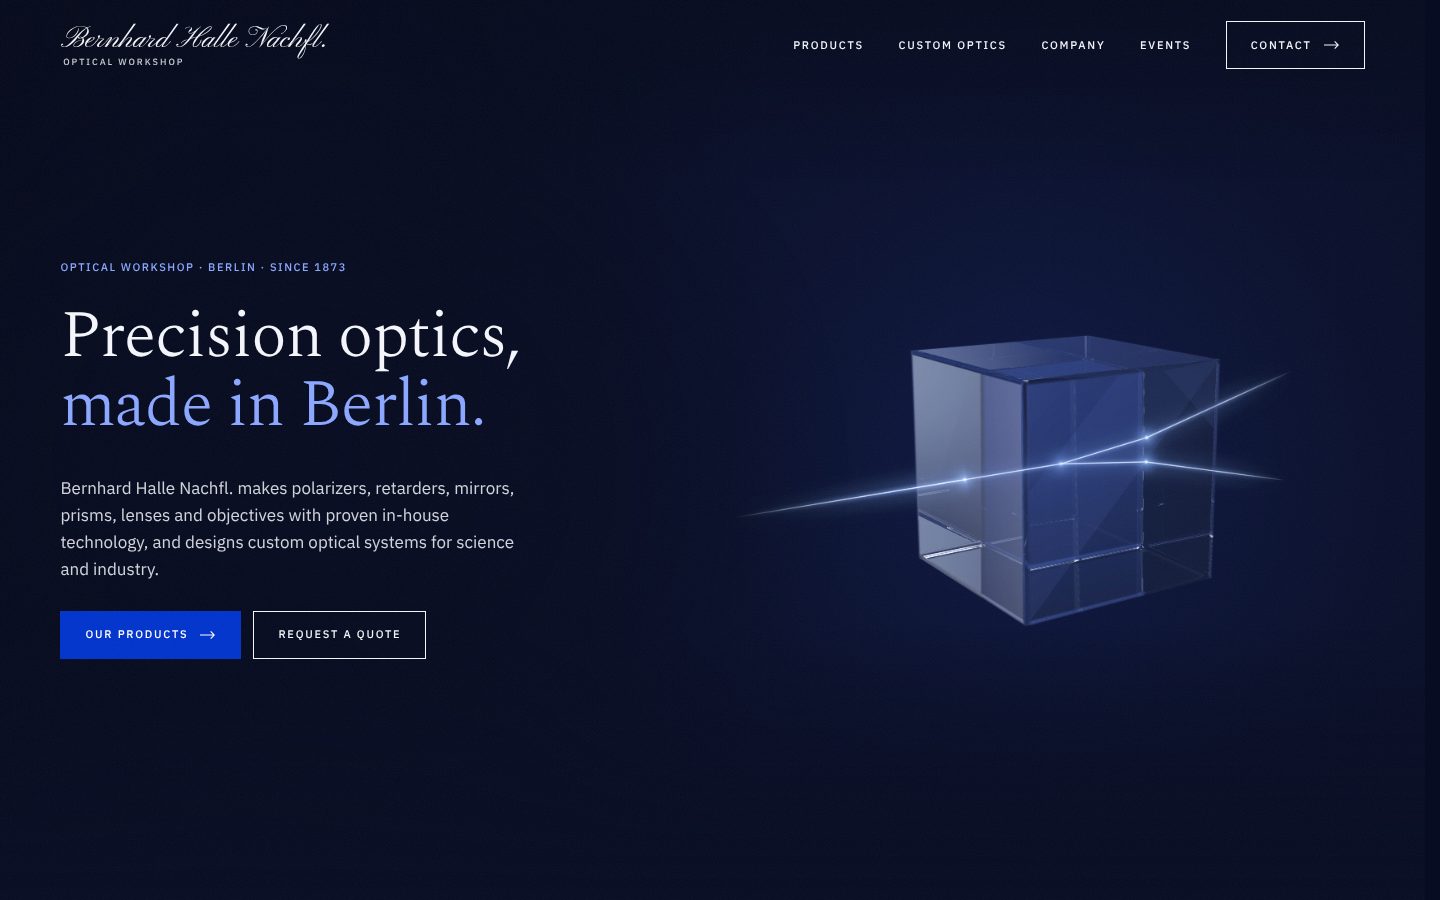 Bernhard Halle Nachfl.
OPTICAL WORKSHOP
PRODUCTS
CUSTOM OPTICS
COMPANY
EVENTS
CONTACT
OPTICAL WORKSHOP · BERLIN · SINCE 1873
Precision optics,
made in Berlin.
Bernhard Halle Nachfl. makes polarizers, retarders, mirrors,
prisms, lenses and objectives with proven in-house
technology, and designs custom optical systems for science
and industry.
OUR PRODUCTS
REQUEST A QUOTE